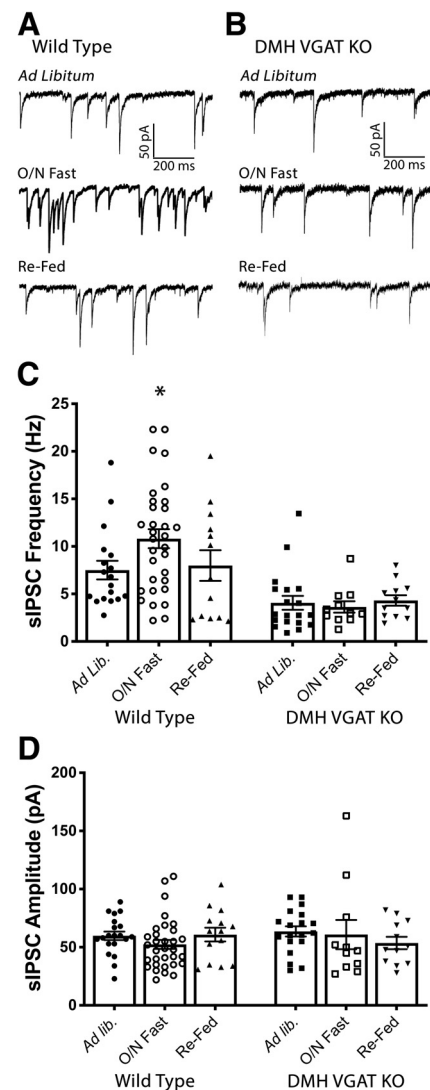 A
Wild Type
Ad Libitum
50 pA
200 ms
O/N Fast
Re-Fed
B
DMH VGAT KO
Ad Libitum
50 pA
200 ms
O/N Fast
Re-Fed
C
*
sIPSC Frequency (Hz)
25
20
15
10
5
0
Ad Lib.
O/N Fast
Re-Fed
Ad Lib.
O/N Fast
Re-Fed
Wild Type
DMH VGAT KO
D
sIPSC Amplitude (pA)
200
150
100
50
0
Ad lib.
O/N Fast
Re-Fed
Ad lib.
O/N Fast
Re-Fed
Wild Type
DMH VGAT KO